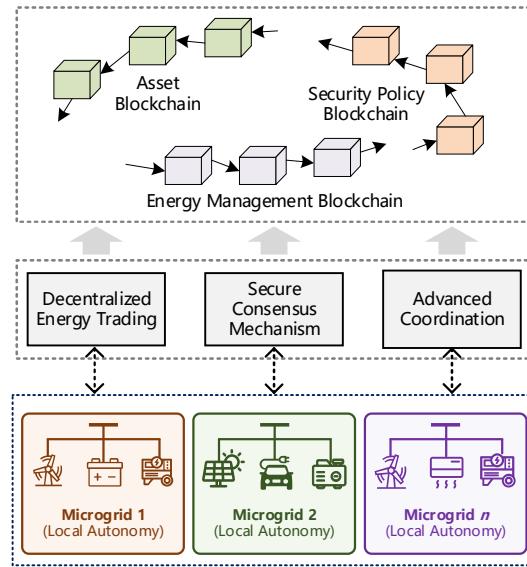 Asset
Blockchain
Security Policy
Blockchain
Energy Management Blockchain
Decentralized
Energy Trading
Secure
Consensus
Mechanism
Advanced
Coordination
Microgrid 1
(Local Autonomy)
Microgrid 2
(Local Autonomy)
Microgrid n
(Local Autonomy)